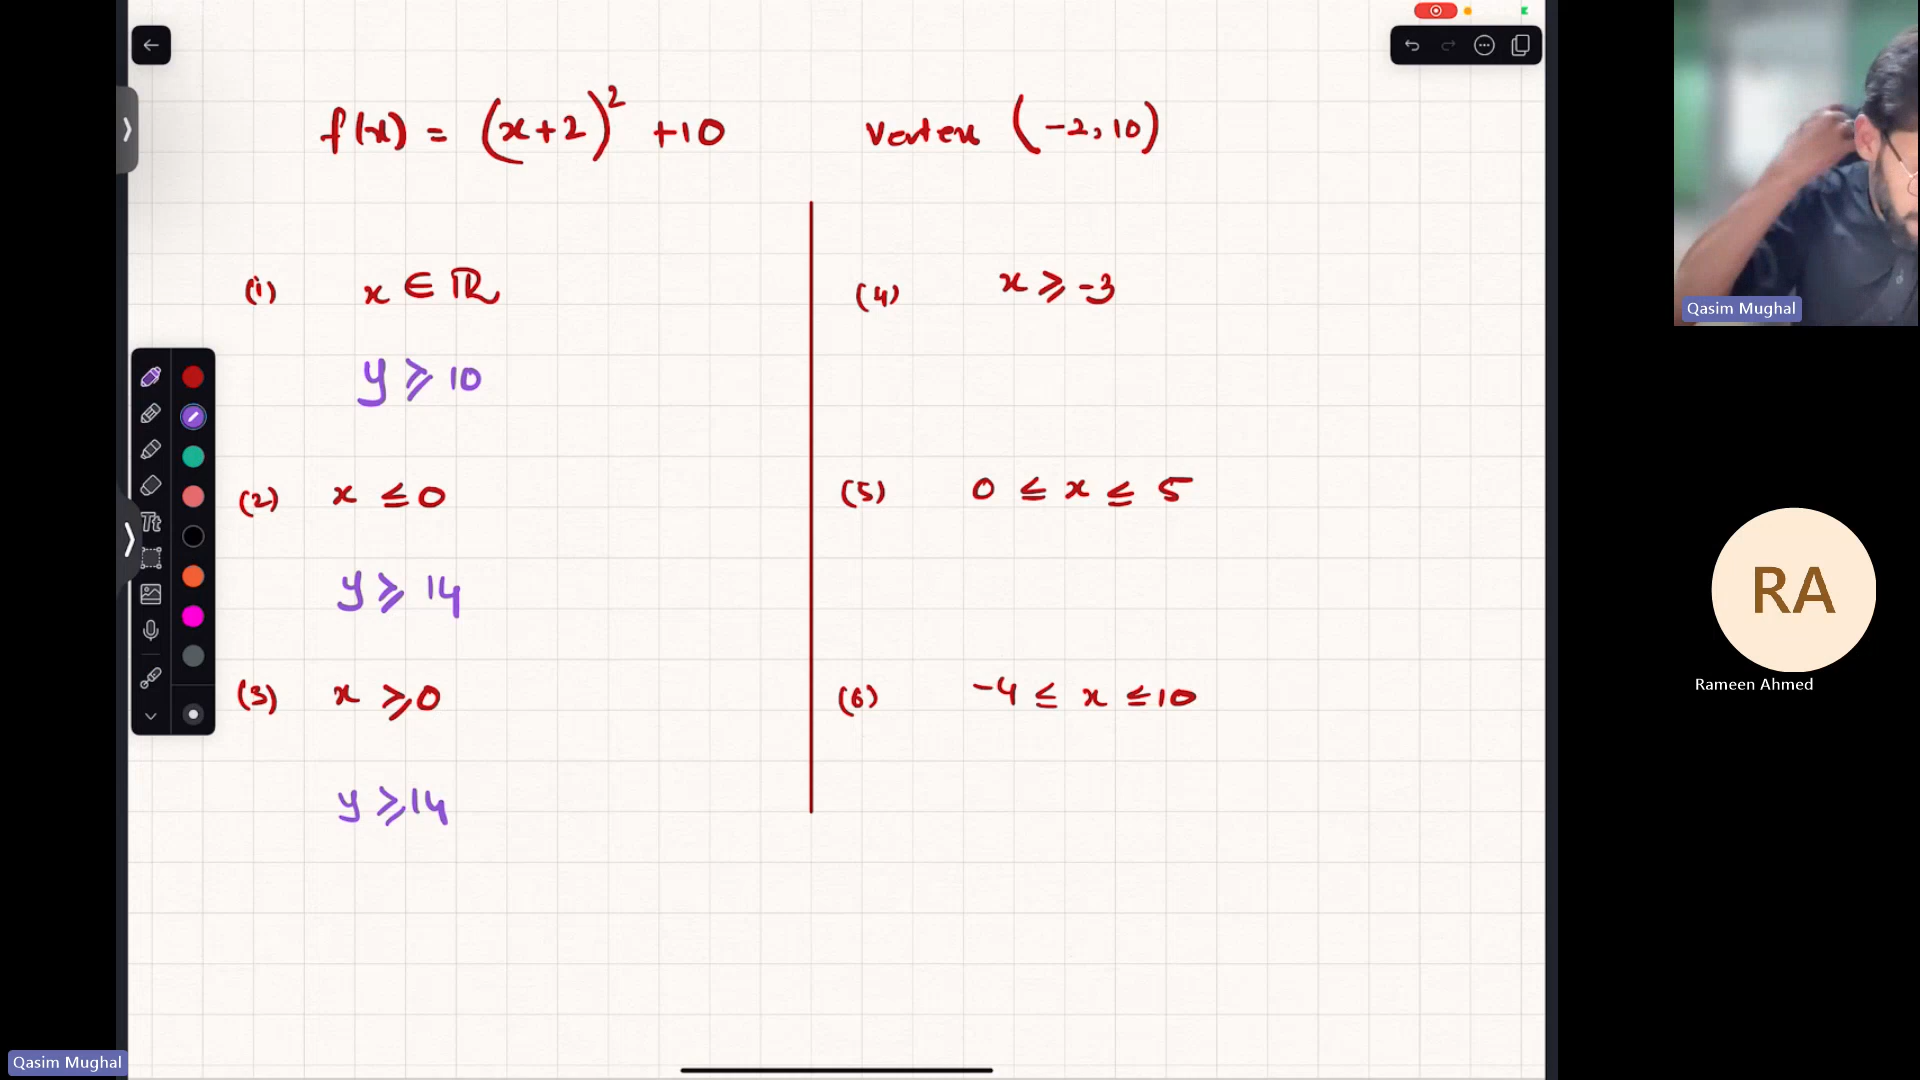 f(x) = (x+2)² +10
vertex (-2, 10)
(1) x ∈ ℝ
y ⩾ 10
(2) x ≤ 0
y ⩾ 14
(3) x ⩾ 0
y ⩾ 14
(4) x ⩾ -3
(5) 0 ≤ x ≤ 5
(6) -4 ≤ x ≤ 10
Tt
Qasim Mughal
RA
Rameen Ahmed
Qasim Mughal